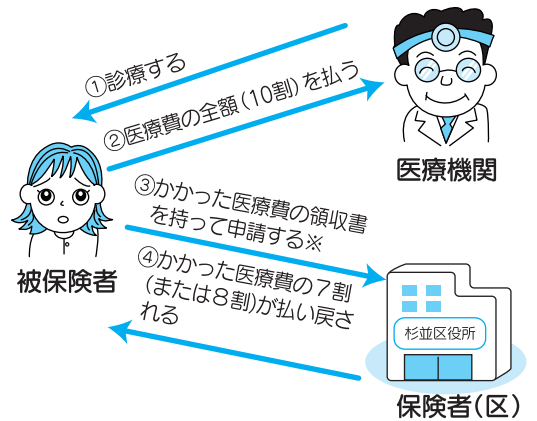 ①診療する
②医療費の全額(10割)を払う
医療機関
③かかった医療費の領収書
を持って申請する※
被保険者
④かかった医療費の7割
(または8割)が払い戻さ
れる
杉並区役所
保険者(区)